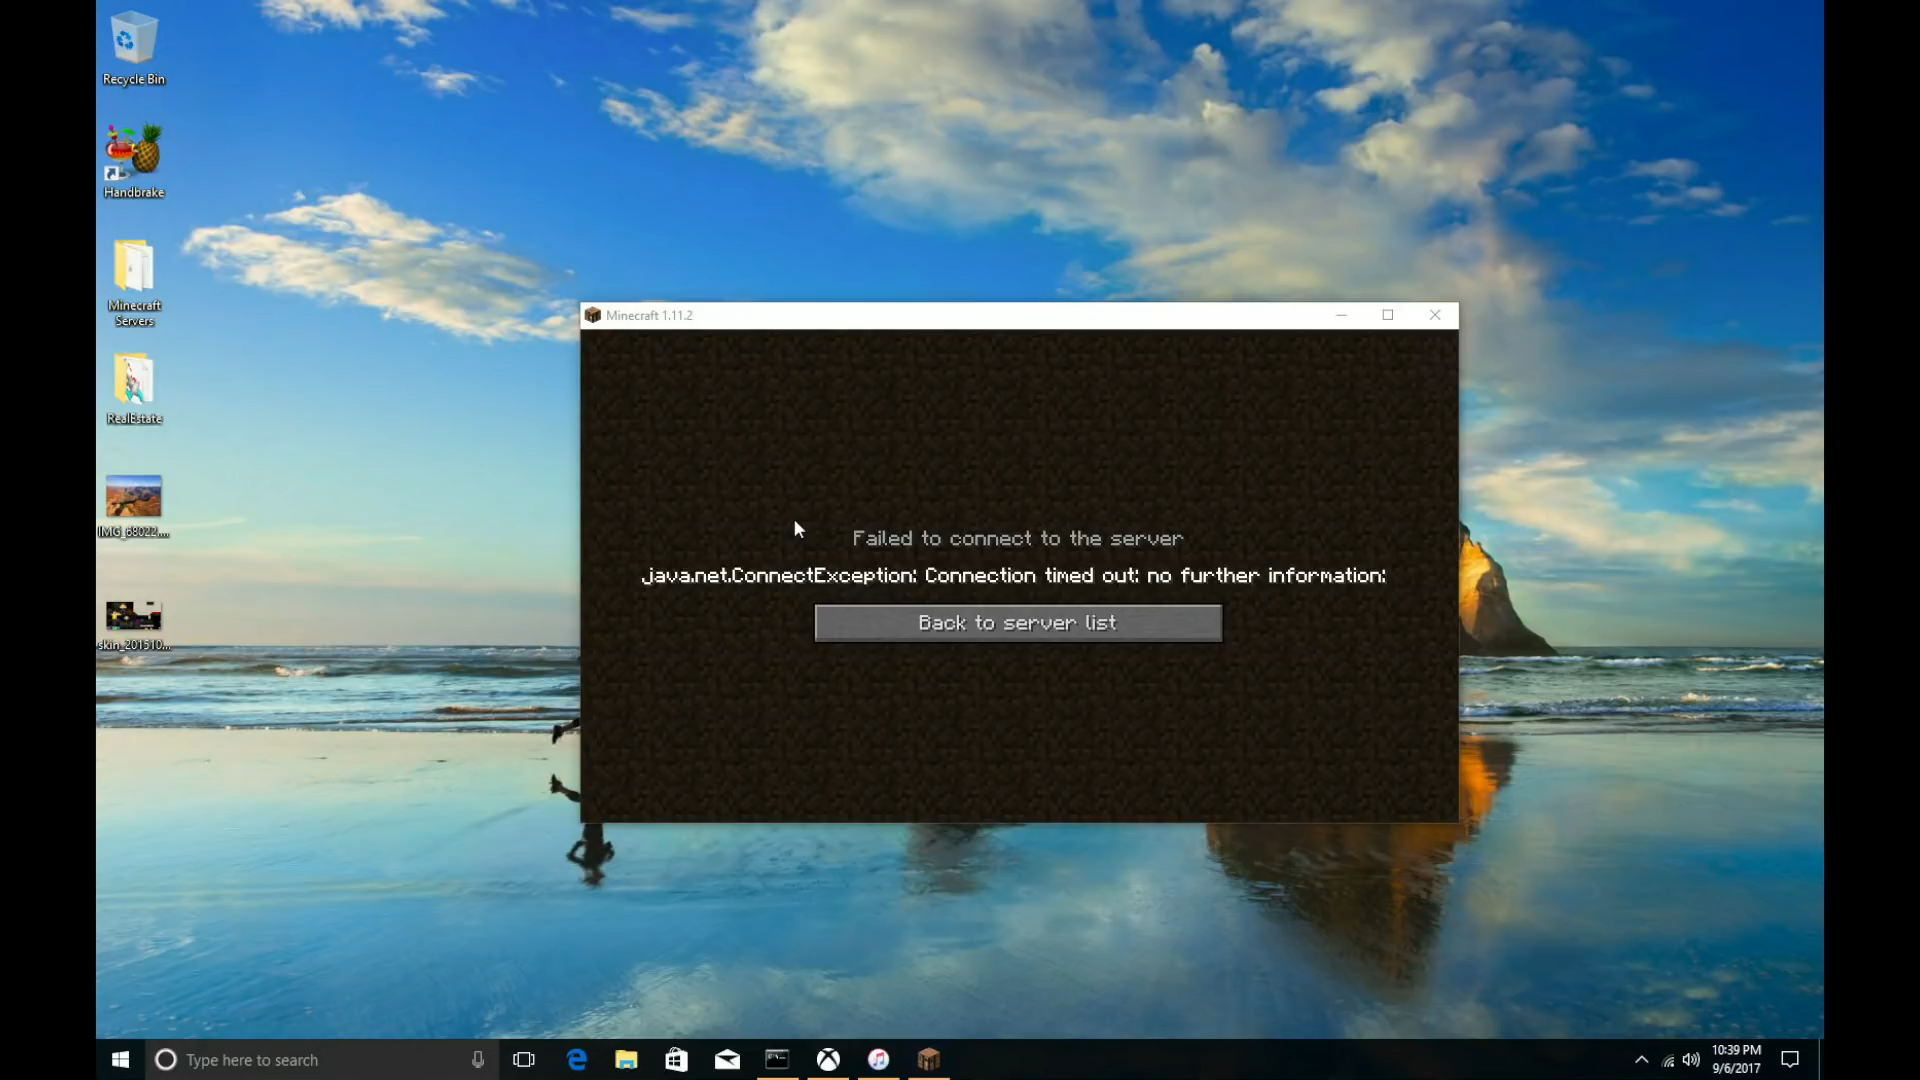 Recycle Bin
Handbrake
Minecraft
Servers
RealEstate
IMG_68022....
skin_201510...
Minecraft 1.11.2
Failed to connect to the server
java.net.ConnectException: Connection timed out: no further information:
Back to server list
Type here to search
10:39 PM
9/6/2017